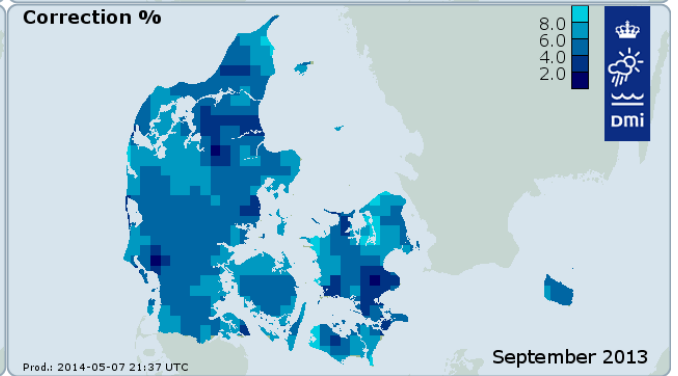 Correction %
8.0
6.0
4.0
2.0
DMi
Prod.: 2014-05-07 21:37 UTC
September 2013